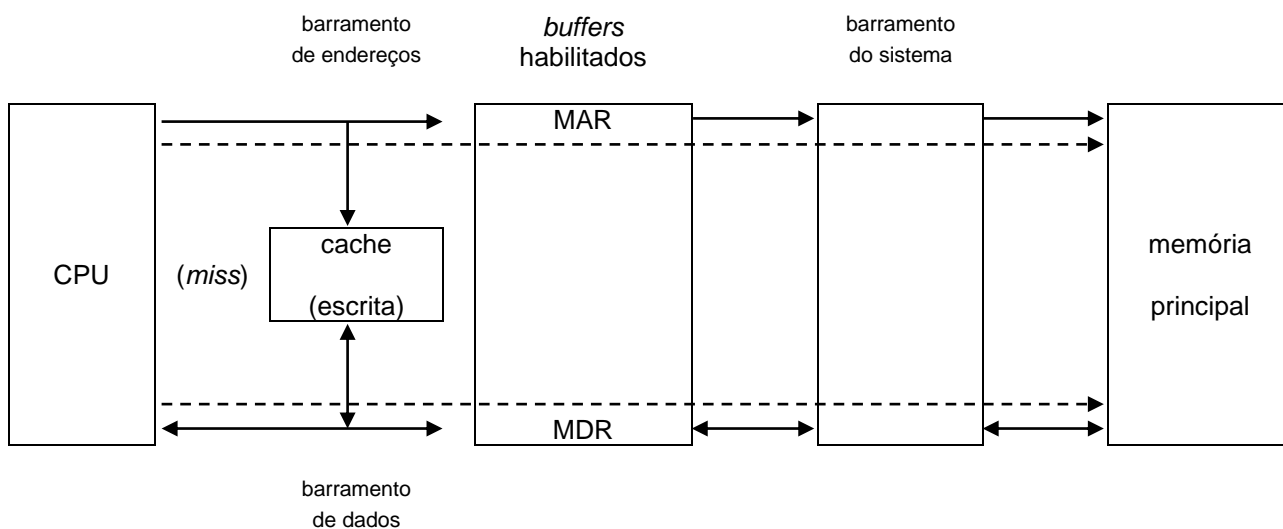 barramento
de endereços
buffers
habilitados
barramento
do sistema
MAR
CPU
(miss)
cache
(escrita)
memória
principal
MDR
barramento
de dados